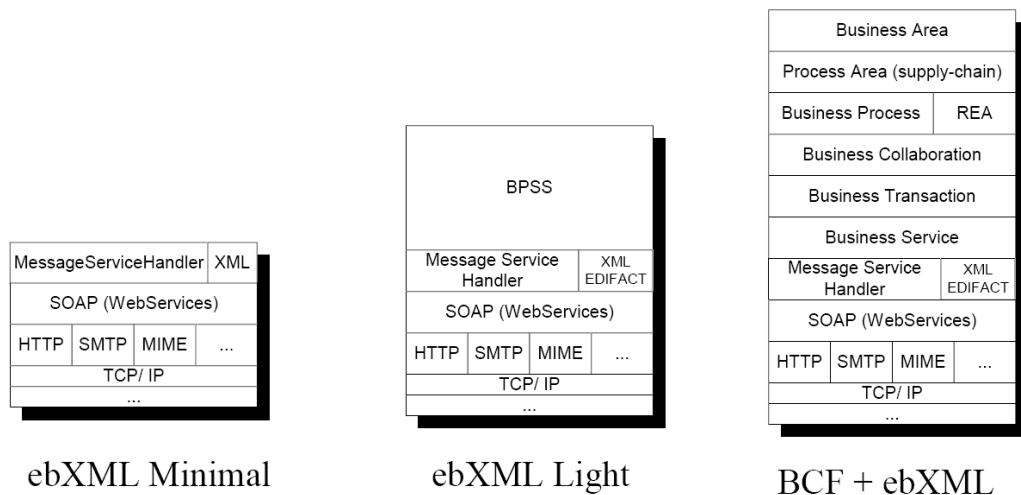 MessageServiceHandler XML
SOAP (WebServices)
HTTP SMTP MIME ...
TCP/ IP
...
ebXML Minimal
BPSS
Message Service
Handler
XML
EDIFACT
SOAP (WebServices)
HTTP SMTP MIME ...
TCP/ IP
...
ebXML Light
Business Area
Process Area (supply-chain)
Business Process REA
Business Collaboration
Business Transaction
Business Service
Message Service
Handler
XML
EDIFACT
SOAP (WebServices)
HTTP SMTP MIME ...
TCP/ IP
...
BCF + ebXML